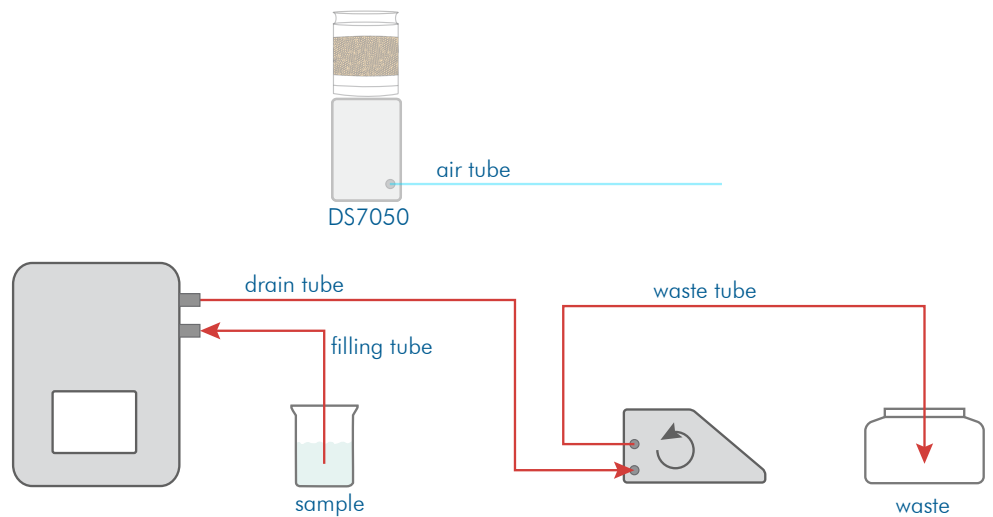 air tube
DS7050
drain tube
waste tube
filling tube
sample
waste